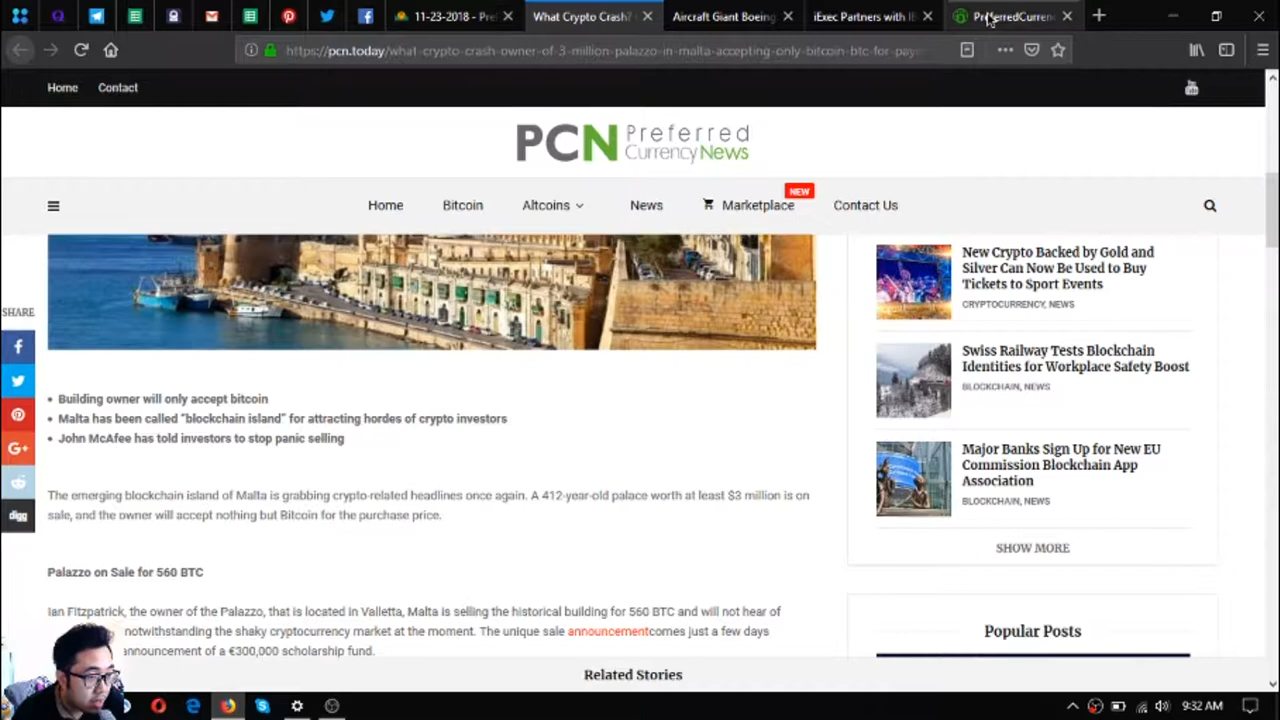 11-23-2018 - Pre
What Crypto Crash?
Aircraft Giant Boeing
iExec Partners with I
PreferredCurren
https://pcn.today/what-crypto-crash-owner-of-3-million-palazzo-in-malta-accepting-only-bitcoin-btc-for-paym
Home Contact
You Tube
PCN Preferred
Currency News
NEW
Home Bitcoin Altcoins News Marketplace Contact Us
New Crypto Backed by Gold and
Silver Can Now Be Used to Buy
Tickets to Sport Events
CRYPTOCURRENCY, NEWS
SHARE
Swiss Railway Tests Blockchain
Identities for Workplace Safety Boost
BLOCKCHAIN, NEWS
• Building owner will only accept bitcoin
• Malta has been called "blockchain island" for attracting hordes of crypto investors
• John McAfee has told investors to stop panic selling
Major Banks Sign Up for New EU
Commission Blockchain App
Association
BLOCKCHAIN, NEWS
digg
The emerging blockchain island of Malta is grabbing crypto-related headlines once again. A 412-year-old palace worth at least $3 million is on
sale, and the owner will accept nothing but Bitcoin for the purchase price.
SHOW MORE
Palazzo on Sale for 560 BTC
Ian Fitzpatrick, the owner of the Palazzo, that is located in Valletta, Malta is selling the historical building for 560 BTC and will not hear of
notwithstanding the shaky cryptocurrency market at the moment. The unique sale announcementcomes just a few days
announcement of a €300,000 scholarship fund.
Popular Posts
Related Stories
9:32 AM